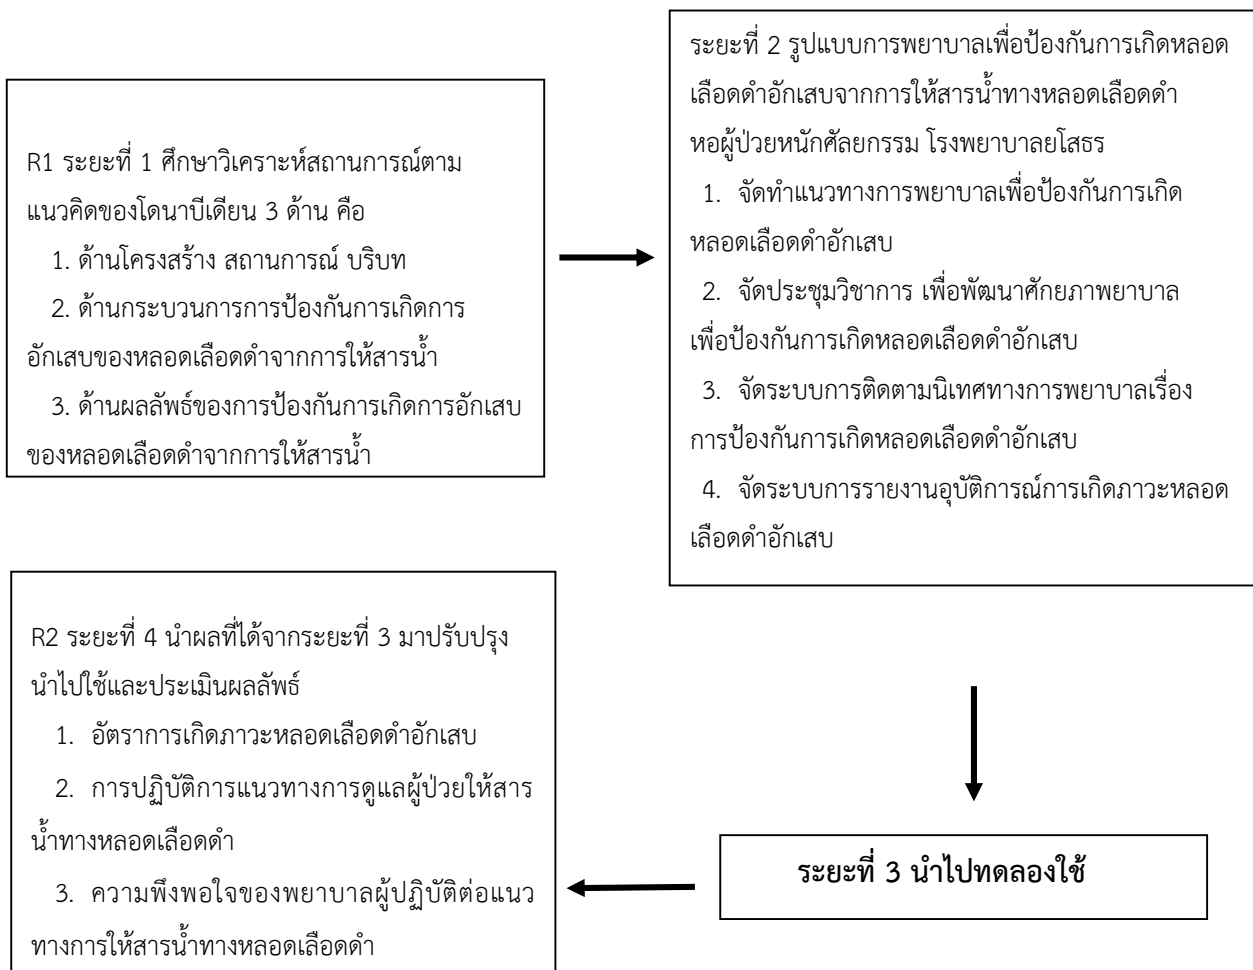 R1 ระยะที่ 1 ศึกษาวิเคราะห์สถานการณ์ตาม
แนวคิดของโดนาบีเดียน 3 ด้าน คือ
1. ด้านโครงสร้าง สถานการณ์ บริบท
2. ด้านกระบวนการการป้องกันการเกิดการ
อักเสบของหลอดเลือดดำจากการให้สารน้ำ
3. ด้านผลลัพธ์ของการป้องกันการเกิดการอักเสบ
ของหลอดเลือดดำจากการให้สารน้ำ
ระยะที่ 2 รูปแบบการพยาบาลเพื่อป้องกันการเกิดหลอด
เลือดดำอักเสบจากการให้สารน้ำทางหลอดเลือดดำ
หอผู้ป่วยหนักศัลยกรรม โรงพยาบาลยโสธร
1. จัดทำแนวทางการพยาบาลเพื่อป้องกันการเกิด
หลอดเลือดดำอักเสบ
2. จัดประชุมวิชาการ เพื่อพัฒนาศักยภาพยาบาล
เพื่อป้องกันการเกิดหลอดเลือดดำอักเสบ
3. จัดระบบการติดตามนิเทศทางการพยาบาลเรื่อง
การป้องกันการเกิดหลอดเลือดดำอักเสบ
4. จัดระบบการรายงานอุบัติการณ์การเกิดภาวะหลอด
เลือดดำอักเสบ
ระยะที่ 3 นำไปทดลองใช้
R2 ระยะที่ 4 นำผลที่ได้จากระยะที่ 3 มาปรับปรุง
นำไปใช้และประเมินผลลัพธ์
1. อัตราการเกิดภาวะหลอดเลือดดำอักเสบ
2. การปฏิบัติการแนวทางการดูแลผู้ป่วยให้สาร
น้ำทางหลอดเลือดดำ
3. ความพึงพอใจของพยาบาลผู้ปฏิบัติต่อแนว
ทางการให้สารน้ำทางหลอดเลือดดำ